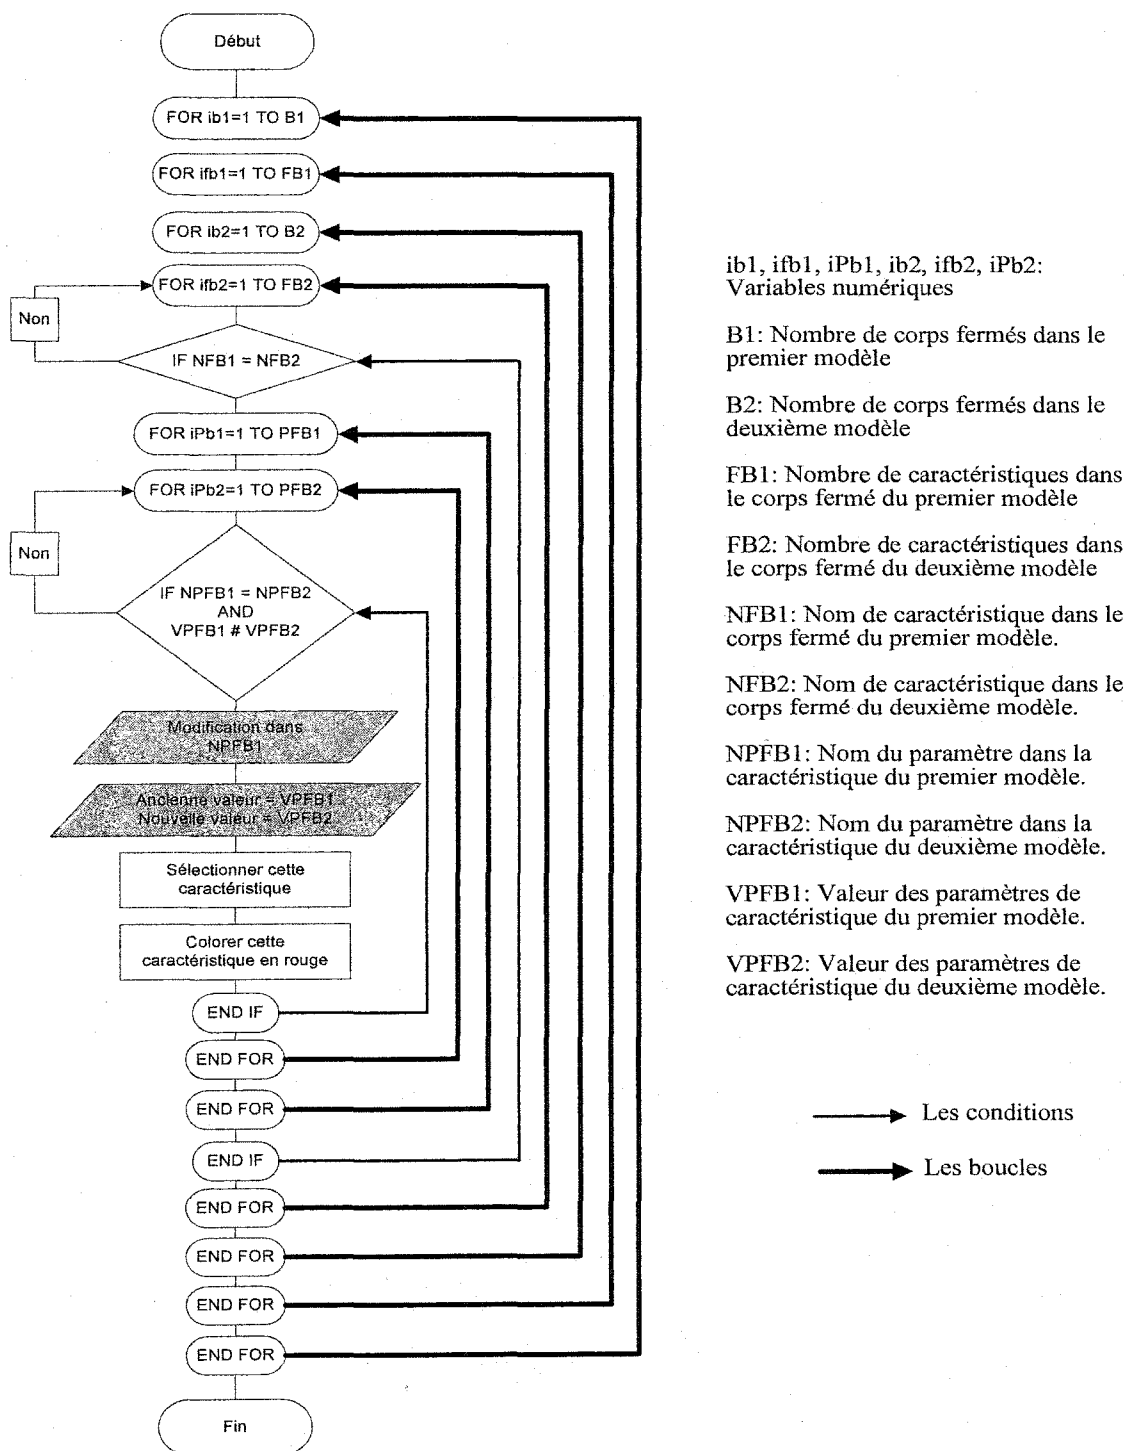 Début
FOR ib1=1 TO B1
FOR ifb1=1 TO FB1
FOR ib2=1 TO B2
FOR ifb2=1 TO FB2
Non
IF NFB1 = NFB2
FOR iPb1=1 TO PFB1
FOR iPb2=1 TO PFB2
Non
IF NPFB1 = NPFB2
AND
VPFB1 # VPFB2
Modification dans
NPFB1
Ancienne valeur = VPFB1
Nouvelle valeur = VPFB2
Sélectionner cette
caractéristique
Colorer cette
caractéristique en rouge
END IF
END FOR
END FOR
END IF
END FOR
END FOR
END FOR
END FOR
Fin
ib1, ifb1, iPb1, ib2, ifb2, iPb2:
Variables numériques
B1: Nombre de corps fermés dans le
premier modèle
B2: Nombre de corps fermés dans le
deuxième modèle
FB1: Nombre de caractéristiques dans
le corps fermé du premier modèle
FB2: Nombre de caractéristiques dans
le corps fermé du deuxième modèle
NFB1: Nom de caractéristique dans le
corps fermé du premier modèle.
NFB2: Nom de caractéristique dans le
corps fermé du deuxième modèle.
NPFB1: Nom du paramètre dans la
caractéristique du premier modèle.
NPFB2: Nom du paramètre dans la
caractéristique du deuxième modèle.
VPFB1: Valeur des paramètres de
caractéristique du premier modèle.
VPFB2: Valeur des paramètres de
caractéristique du deuxième modèle.
Les conditions
Les boucles